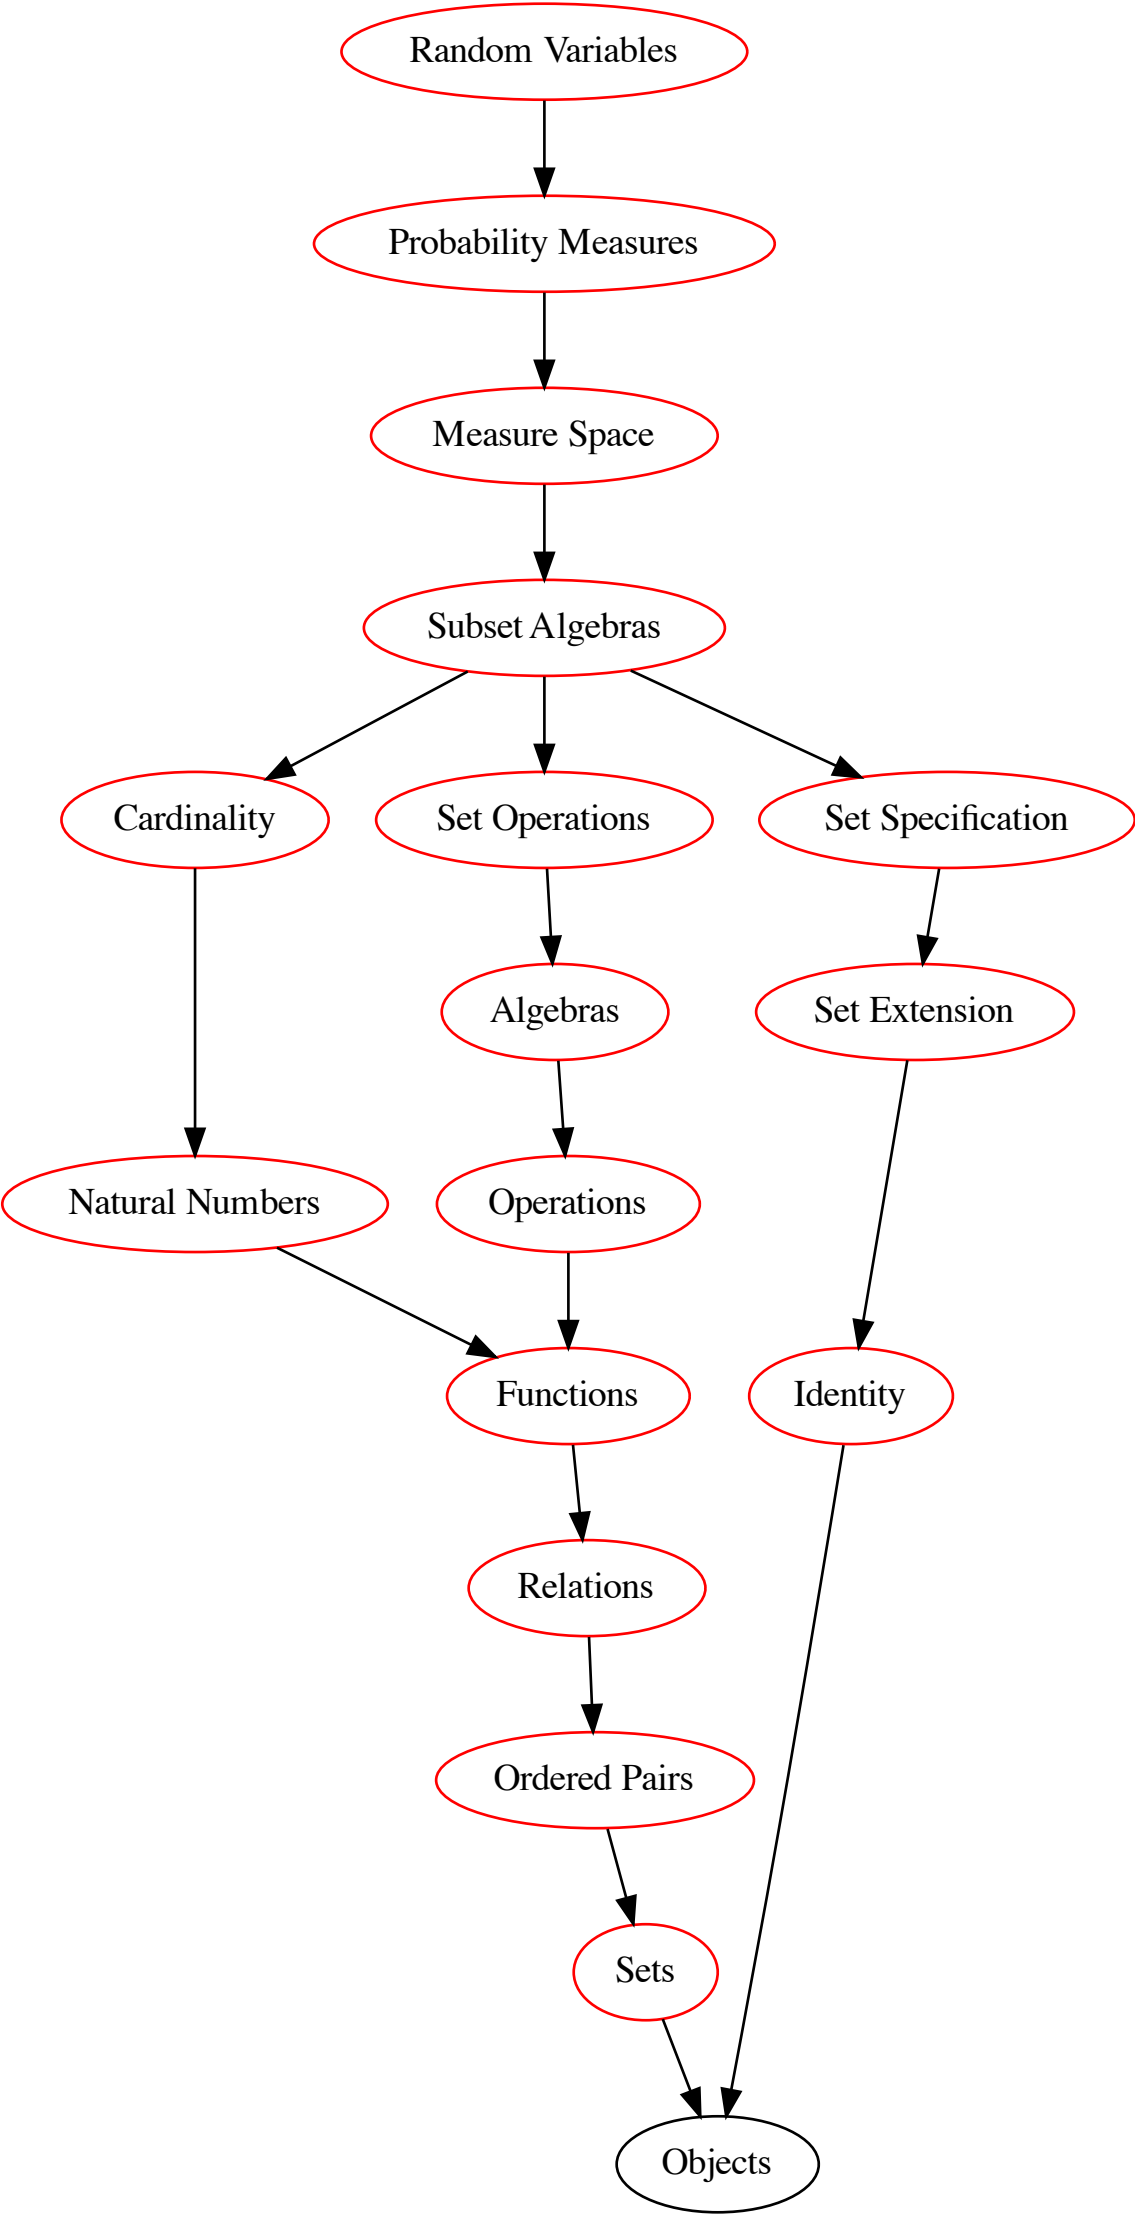 Random Variables
Probability Measures
Measure Space
Subset Algebras
Cardinality
Set Operations
Set Specification
Algebras
Set Extension
Natural Numbers
Operations
Functions
Identity
Relations
Ordered Pairs
Sets
Objects